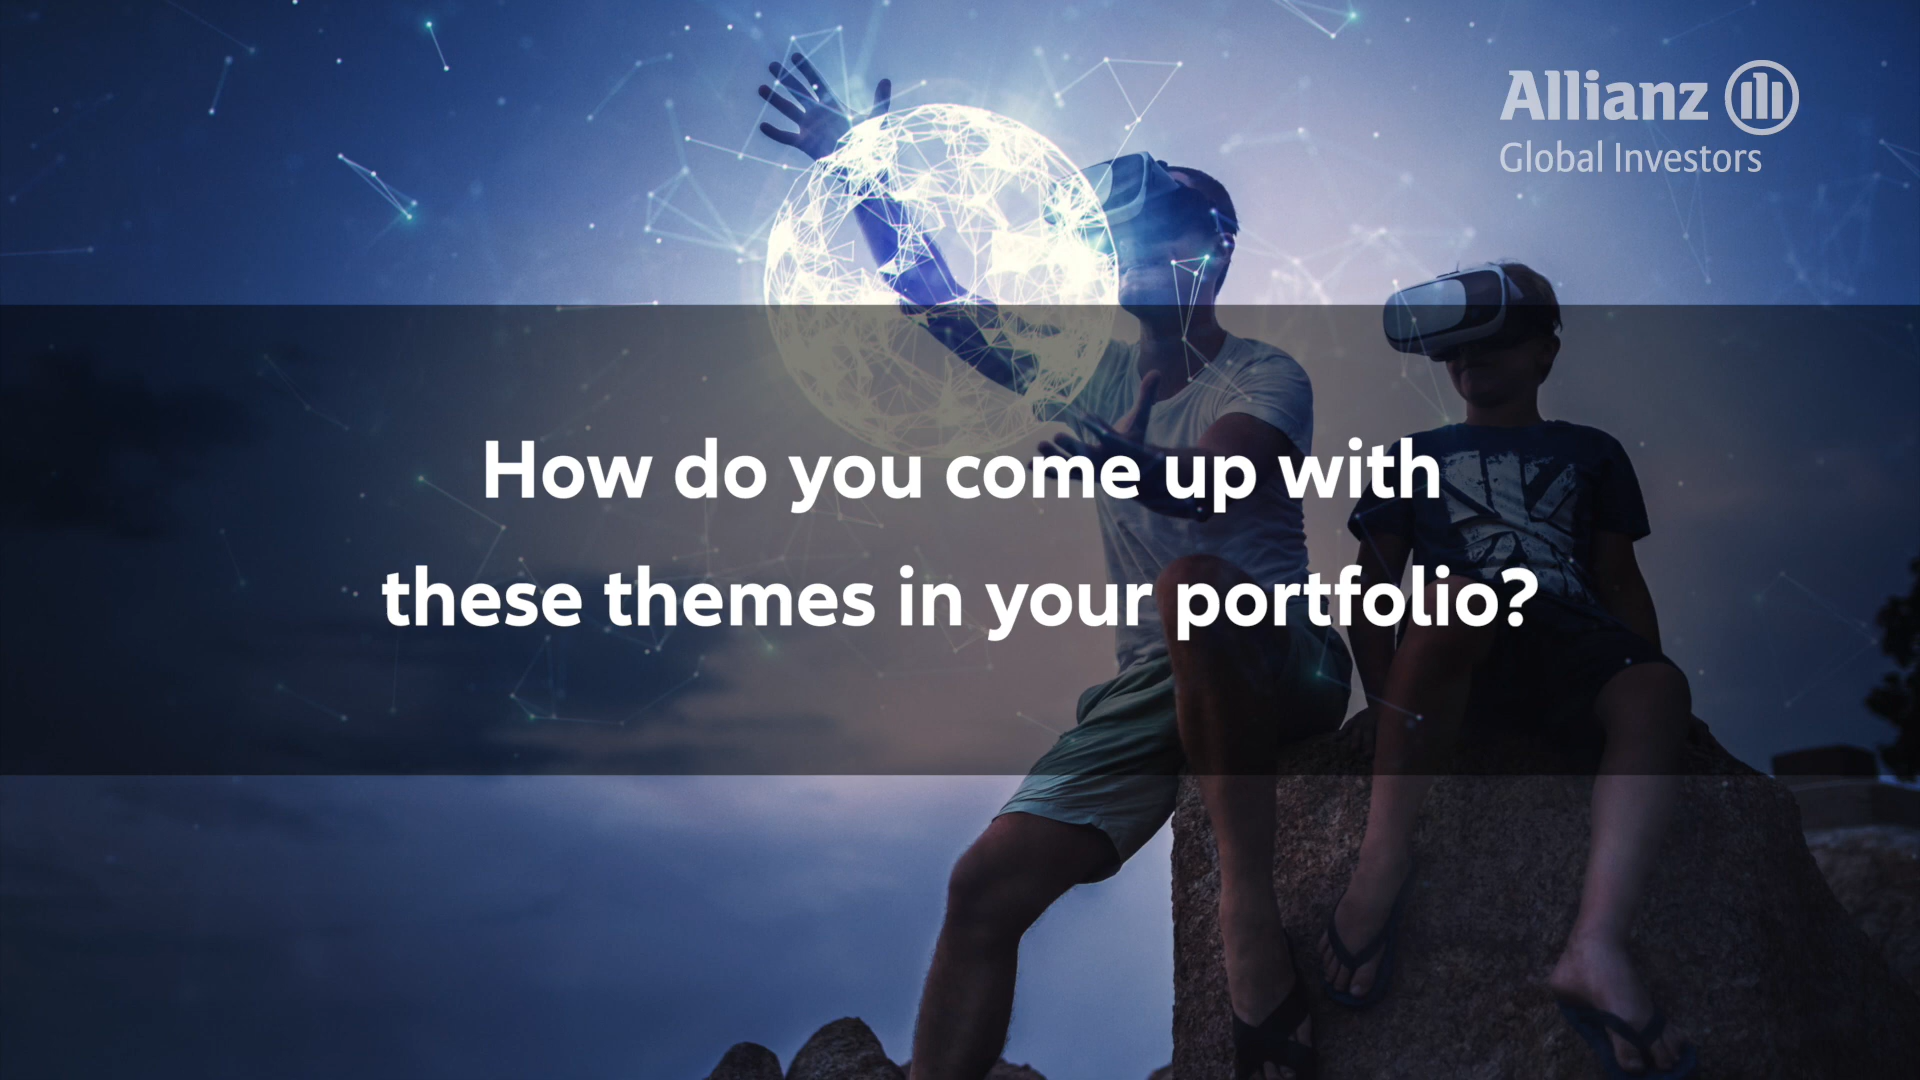 Allianz
Global Investors
How do you come up with
these themes in your portfolio?